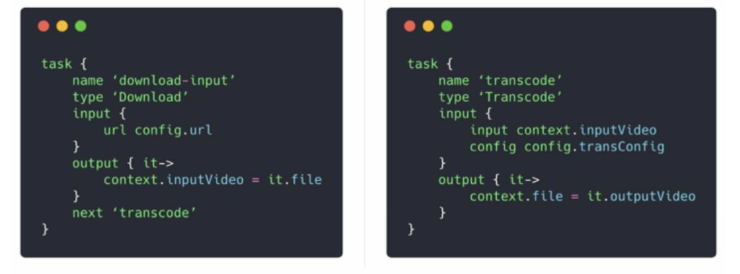 task {
    name ‘download-input’
    type ‘Download’
    input {
        url config.url
    }
    output { it->
        context.inputVideo = it.file
    }
    next ‘transcode’
}
task {
    name ‘transcode’
    type ‘Transcode’
    input {
        input context.inputVideo
        config config.transConfig
    }
    output { it->
        context.file = it.outputVideo
    }
}